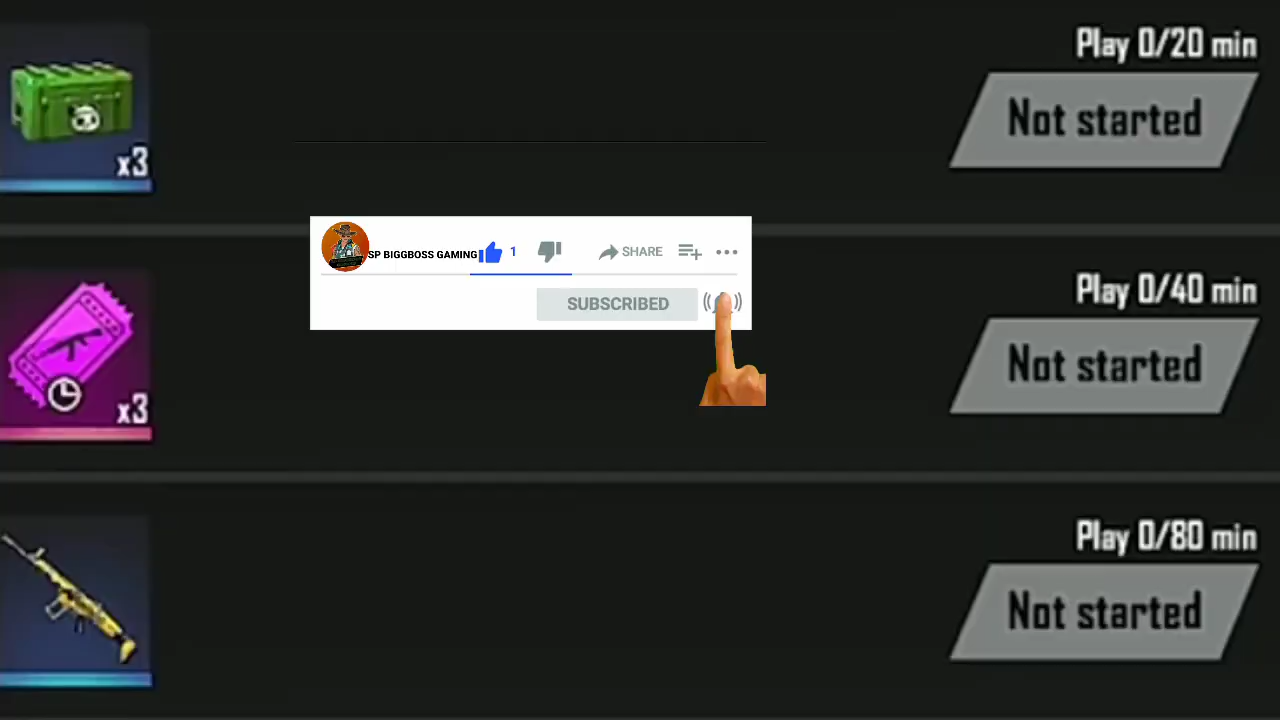 Play 0/20 min
Not started
x3
SP BIGGBOSS GAMING 1 SHARE
SUBSCRIBED
Play 0/40 min
Not started
x3
Play 0/80 min
Not started